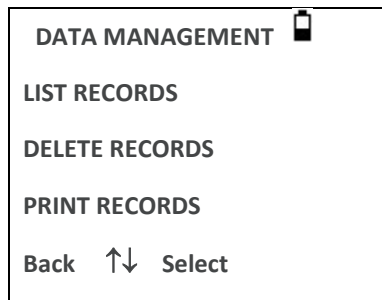 DATA MANAGEMENT
LIST RECORDS
DELETE RECORDS
PRINT RECORDS
Back ↑↓ Select